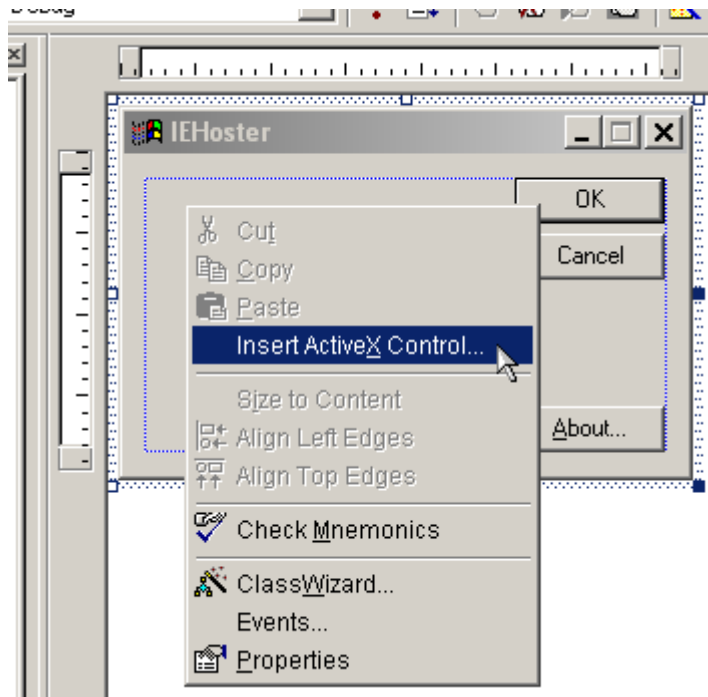 Debug
IEHoster
OK
Cut
Cancel
Copy
Paste
Insert ActiveX Control...
Size to Content
About...
Align Left Edges
Align Top Edges
Check Mnemonics
ClassWizard...
Events...
Properties